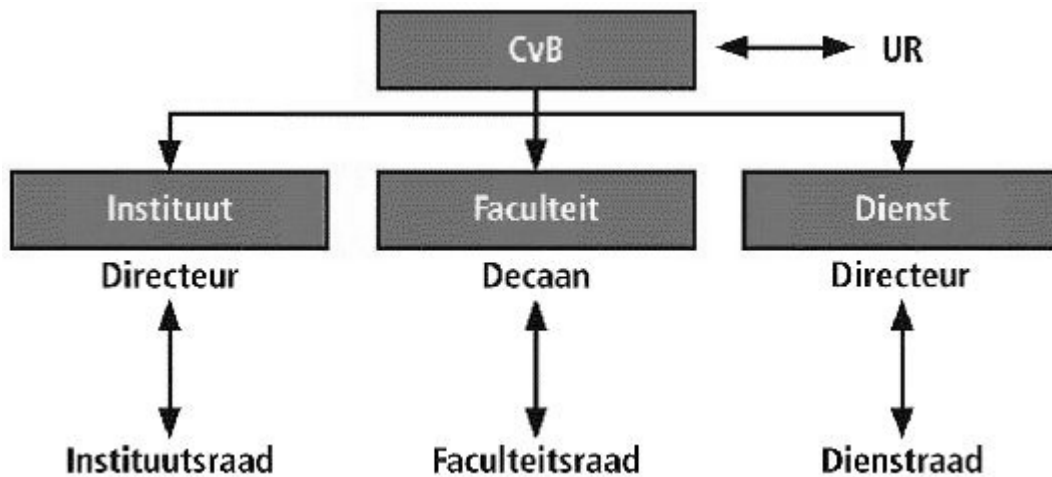 CvB
UR
Instituut
Faculteit
Dienst
Directeur
Decaan
Directeur
Instituutsraad
Faculteitsraad
Dienstraad